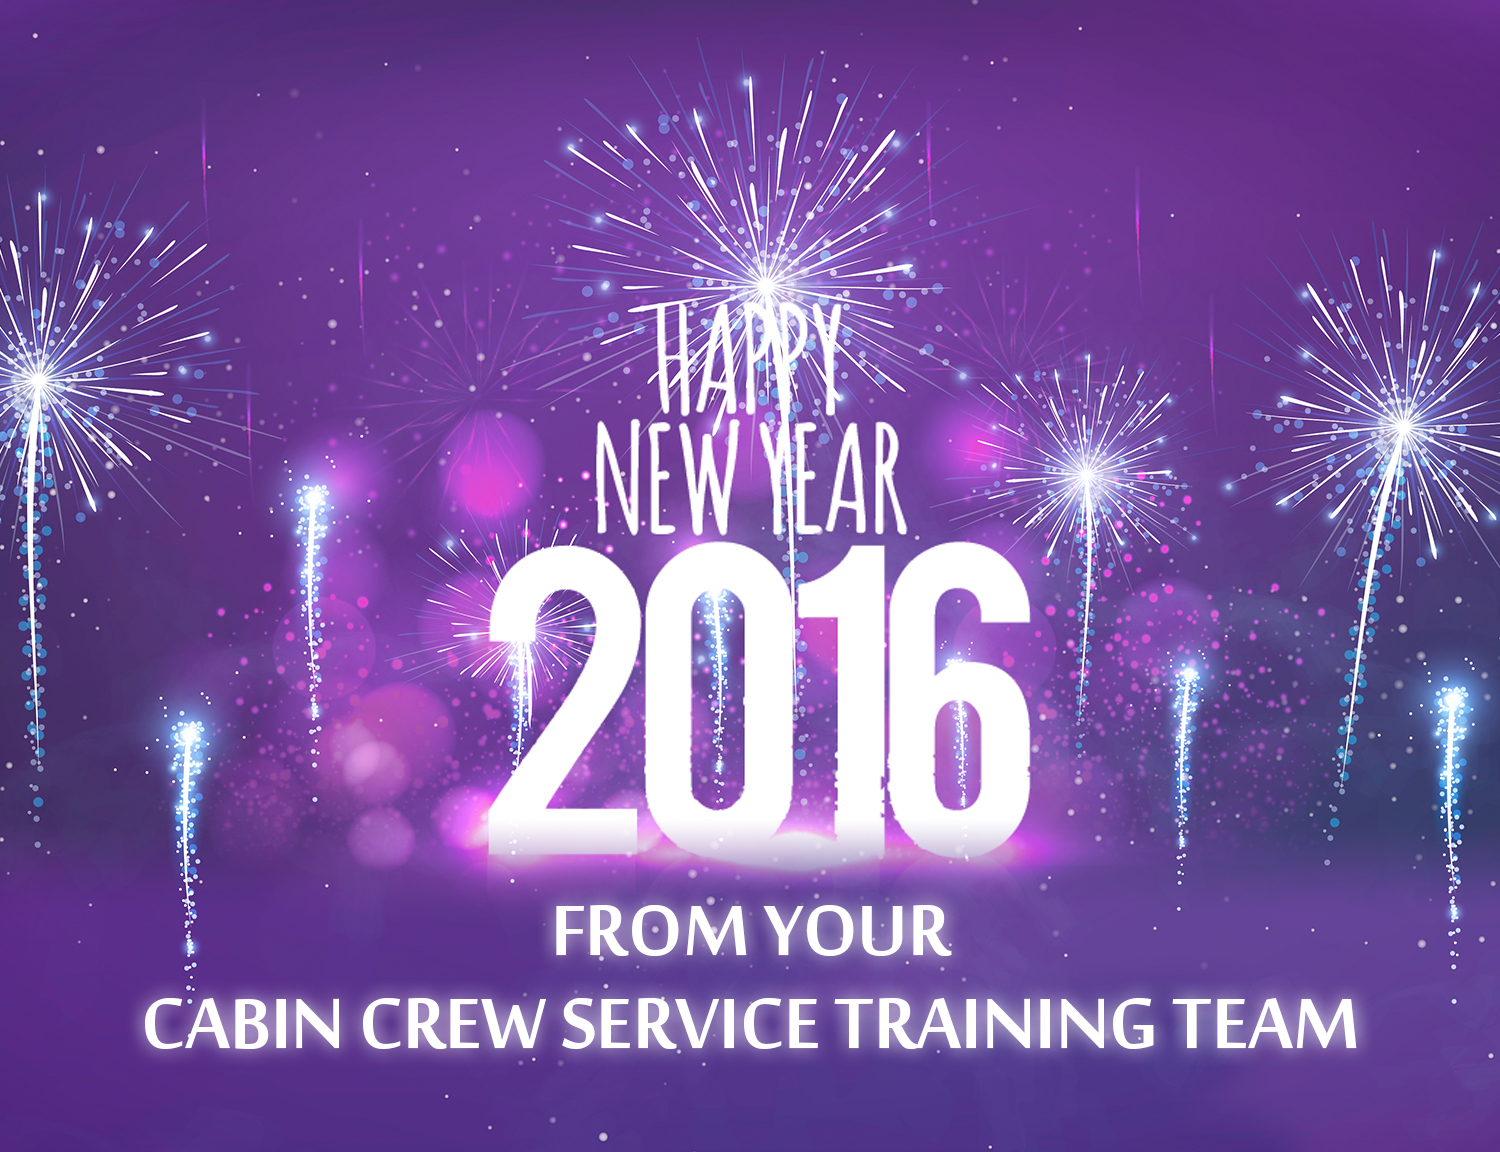 HAPPY
NEW YEAR
2016
FROM YOUR
CABIN CREW SERVICE TRAINING TEAM